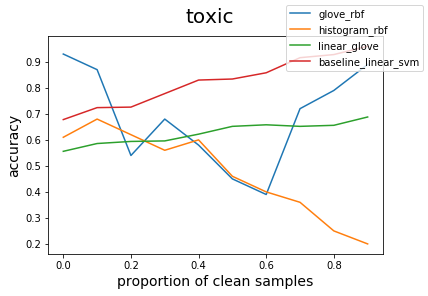 toxic
glove_rbf
histogram_rbf
linear_glove
baseline_linear_svm
accuracy
0.9
0.8
0.7
0.6
0.5
0.4
0.3
0.2
0.0 0.2 0.4 0.6 0.8
proportion of clean samples